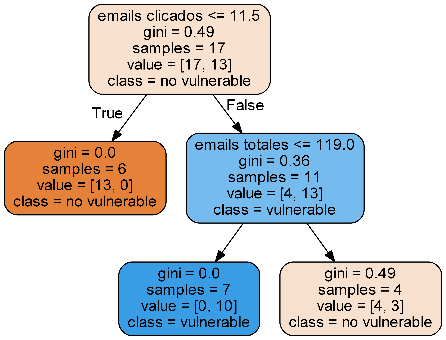 emails clicados <= 11.5
gini = 0.49
samples = 17
value = [17, 13]
class = no vulnerable
True
False
gini = 0.0
samples = 6
value = [13, 0]
class = no vulnerable
emails totales <= 119.0
gini = 0.36
samples = 11
value = [4, 13]
class = vulnerable
gini = 0.0
samples = 7
value = [0, 10]
class = vulnerable
gini = 0.49
samples = 4
value = [4, 3]
class = no vulnerable